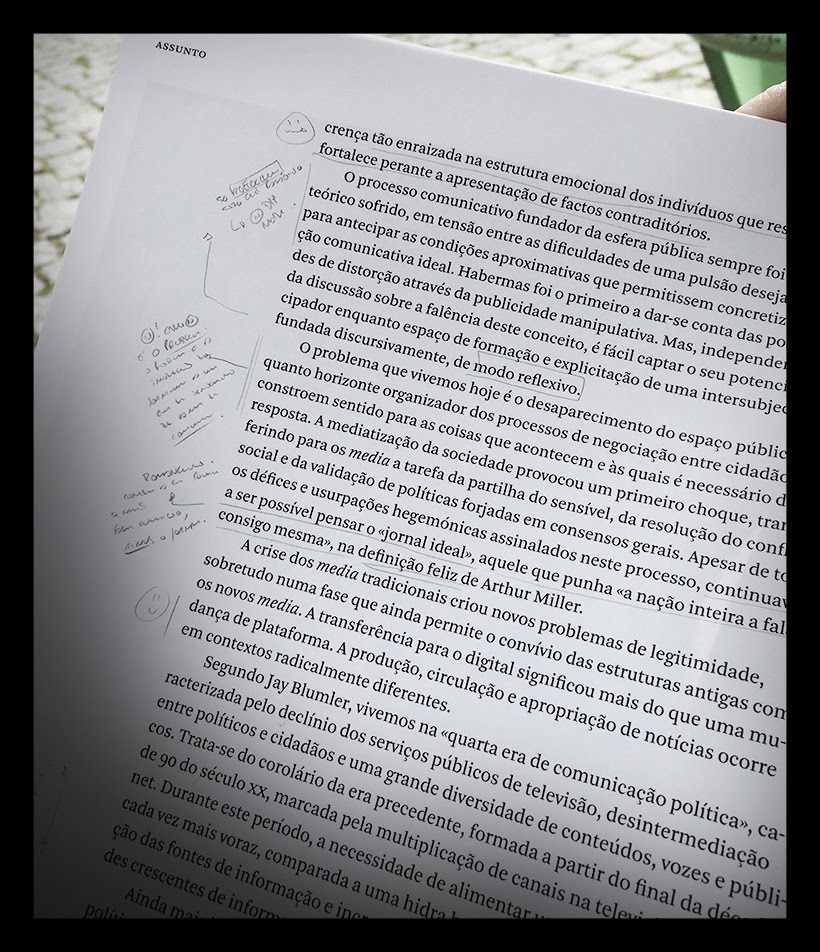 ASSUNTO
crença tão enraizada na estrutura emocional dos indivíduos que res
fortalece perante a apresentação de factos contraditórios.
O processo comunicativo fundador da esfera pública sempre foi
teórico sofrido, em tensão entre as dificuldades de uma pulsão deseja
para antecipar as condições aproximativas que permitissem concretiz
ção comunicativa ideal. Habermas foi o primeiro a dar-se conta das po
des de distorção através da publicidade manipulativa. Mas, independen
da discussão sobre a falência deste conceito, é fácil captar o seu potenci
cipador enquanto espaço de formação e explicitação de uma intersubjec
fundada discursivamente, de modo reflexivo.
O problema que vivemos hoje é o desaparecimento do espaço públic
quanto horizonte organizador dos processos de negociação entre cidadão
constroem sentido para as coisas que acontecem e às quais é necessário d
resposta. A mediatização da sociedade provocou um primeiro choque, tran
ferindo para os media a tarefa da partilha do sensível, da resolução do confl
social e da validação de políticas forjadas em consensos gerais. Apesar de to
os défices e usurpações hegemónicas assinalados neste processo, continuav
a ser possível pensar o «jornal ideal», aquele que punha «a nação inteira a fal
consigo mesma», na definição feliz de Arthur Miller.
A crise dos media tradicionais criou novos problemas de legitimidade,
sobretudo numa fase que ainda permite o convívio das estruturas antigas com
os novos media. A transferência para o digital significou mais do que uma mu-
dança de plataforma. A produção, circulação e apropriação de notícias ocorre
em contextos radicalmente diferentes.
Segundo Jay Blumler, vivemos na «quarta era de comunicação política», ca-
racterizada pelo declínio dos serviços públicos de televisão, desintermediação
entre políticos e cidadãos e uma grande diversidade de conteúdos, vozes e públi-
cos. Trata-se do corolário da era precedente, formada a partir do final da déca
de 90 do século XX, marcada pela multiplicação de canais na televi
net. Durante este período, a necessidade de alimentar u
cada vez mais voraz, comparada a uma hidra
ção das fontes de informação e incr
des crescentes de inform
Ainda mai
polít